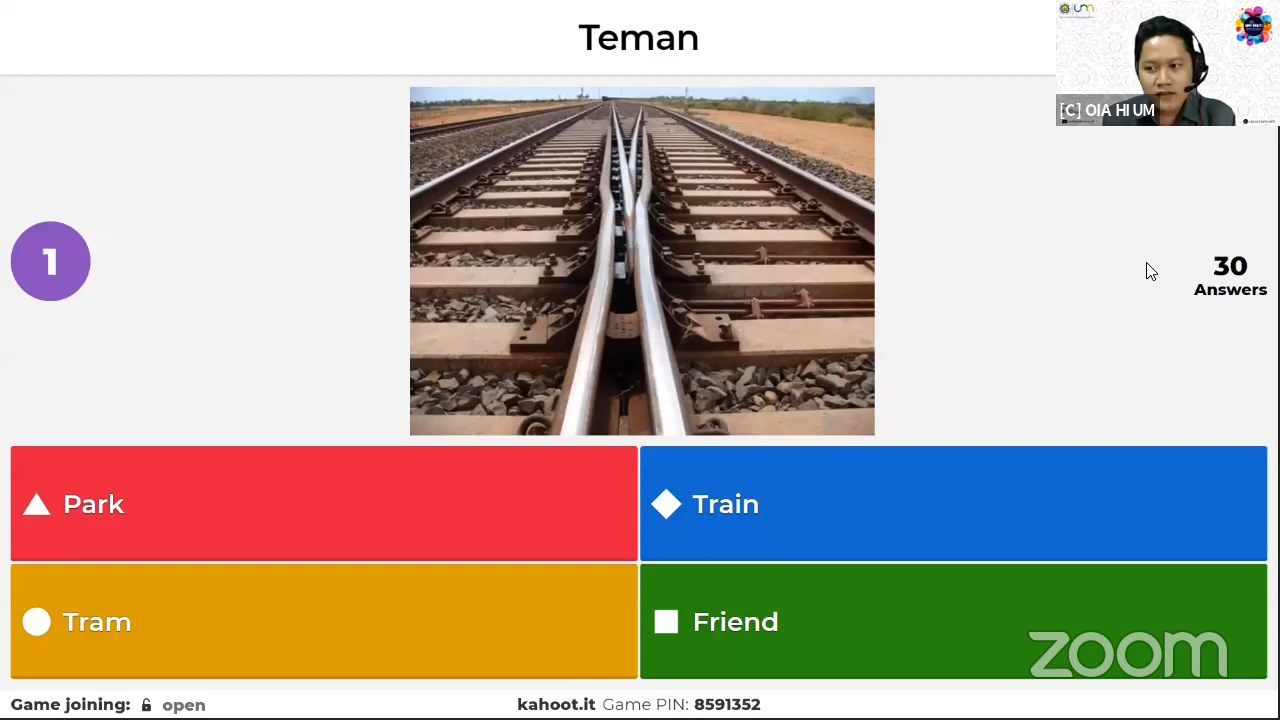 Teman
[C] OIA HI UM
1
30
Answers
Park
Train
Tram
Friend
zoom
Game joining: open
kahoot.it Game PIN: 8591352